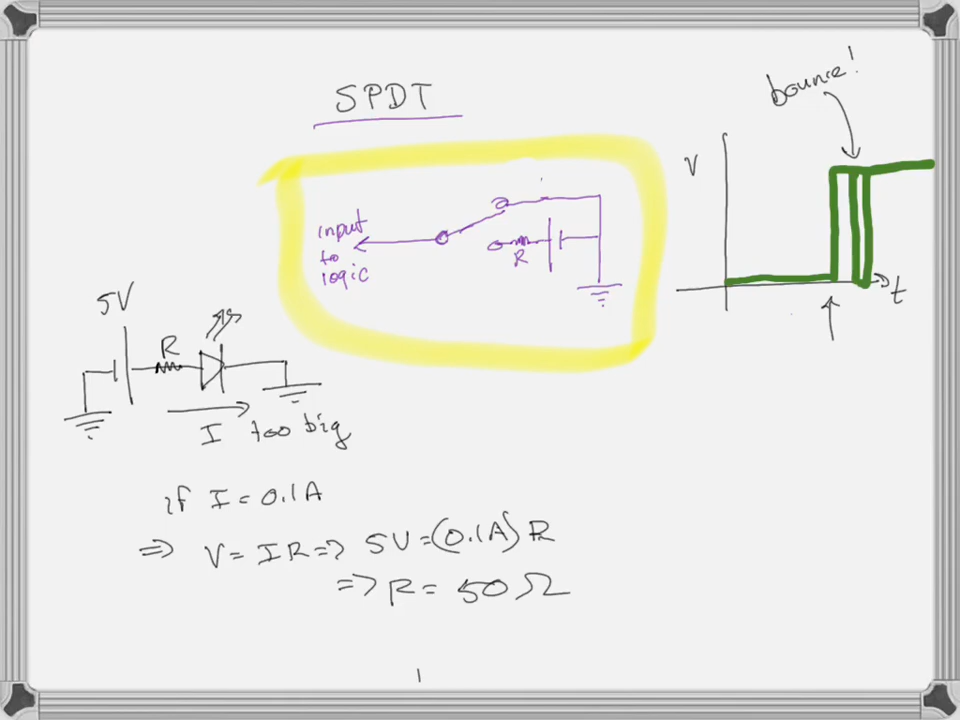 SPDT
bounce!
V
input
to
logic
R
t
5V
R
I too big
if I = 0.1A
⇒ V = IR ⇒ 5V = (0.1A) R
⇒ R = 50 Ω